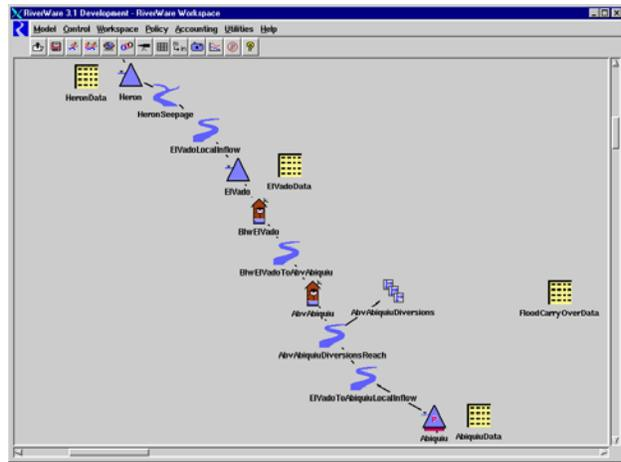 RiverWare 3.1 Development - RiverWare Workspace
Model Control Workspace Policy Accounting Utilities Help
HeronData Heron
HeronSeepage
ElVadoLocalInflow
ElVado ElVadoData
BlwElVado
BlwElVadoToAbvAbiquiu
AbvAbiquiu AbvAbiquiuDiversions FloodCarryOverData
AbvAbiquiuDiversionsReach
ElVadoToAbiquiuLocalInflow
Abiquiu AbiquiuData